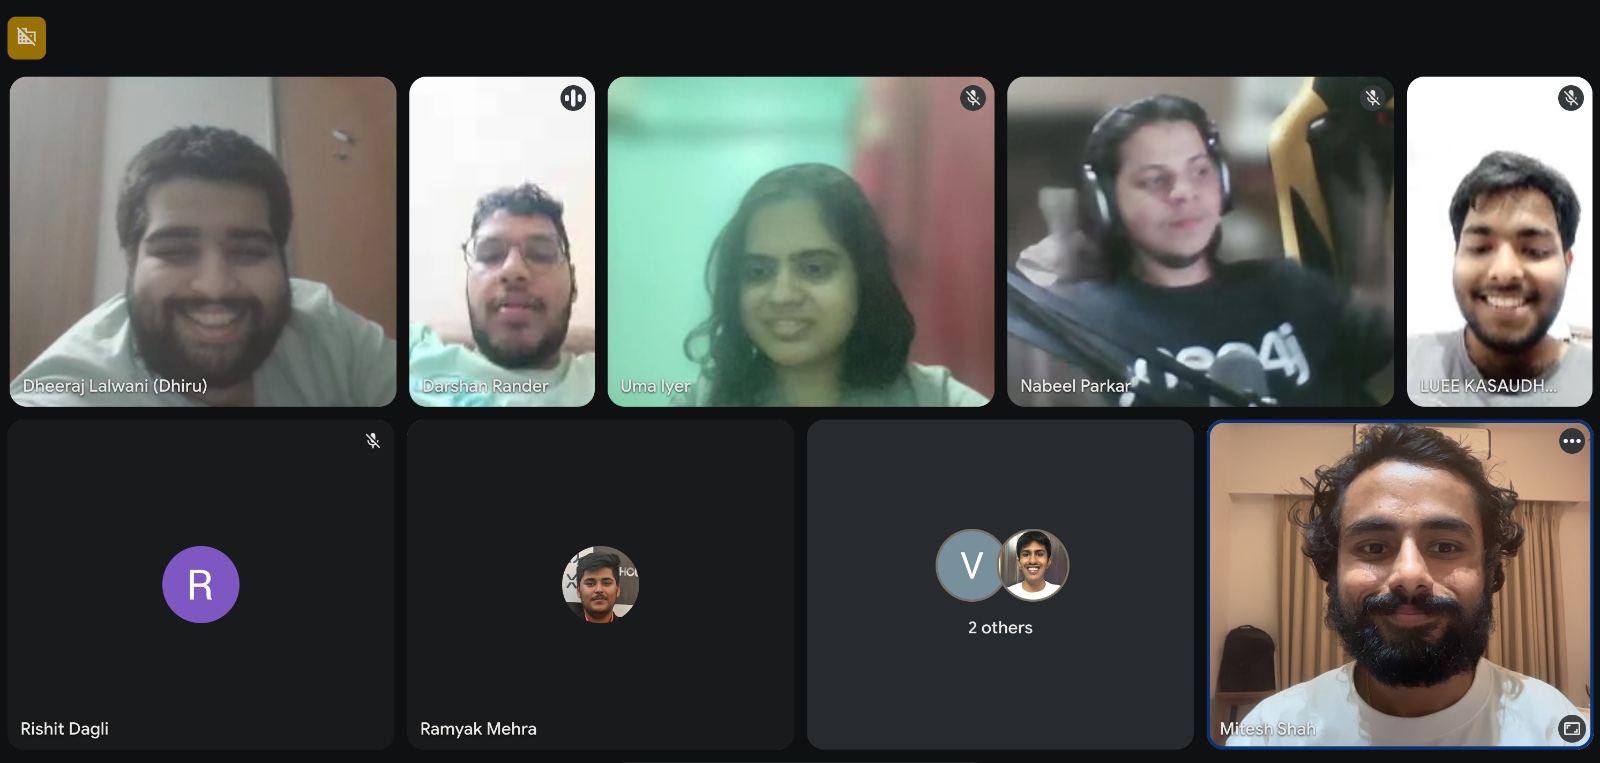 Dheeraj Lalwani (Dhiru)
Darshan Rander
Uma Iyer
Nabeel Parkar
LUEE KASAUDH...
R
V
2 others
Rishit Dagli
Ramyak Mehra
Mitesh Shah